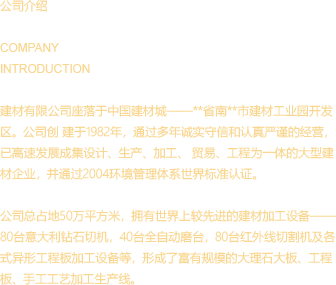 公司介绍
COMPANY
INTRODUCTION
建材有限公司座落于中国建材城——**省南**市建材工业园开发
区。公司创 建于1982年，通过多年诚实守信和认真严谨的经营，
已高速发展成集设计、生产、加工、 贸易、工程为一体的大型建
材企业，并通过2004环境管理体系世界标准认证。
公司总占地50万平方米，拥有世界上较先进的建材加工设备——
80台意大利钻石切机，40台全自动磨台，80台红外线切割机及各
式异形工程板加工设备等，形成了富有规模的大理石大板、工程
板、手工工艺加工生产线。